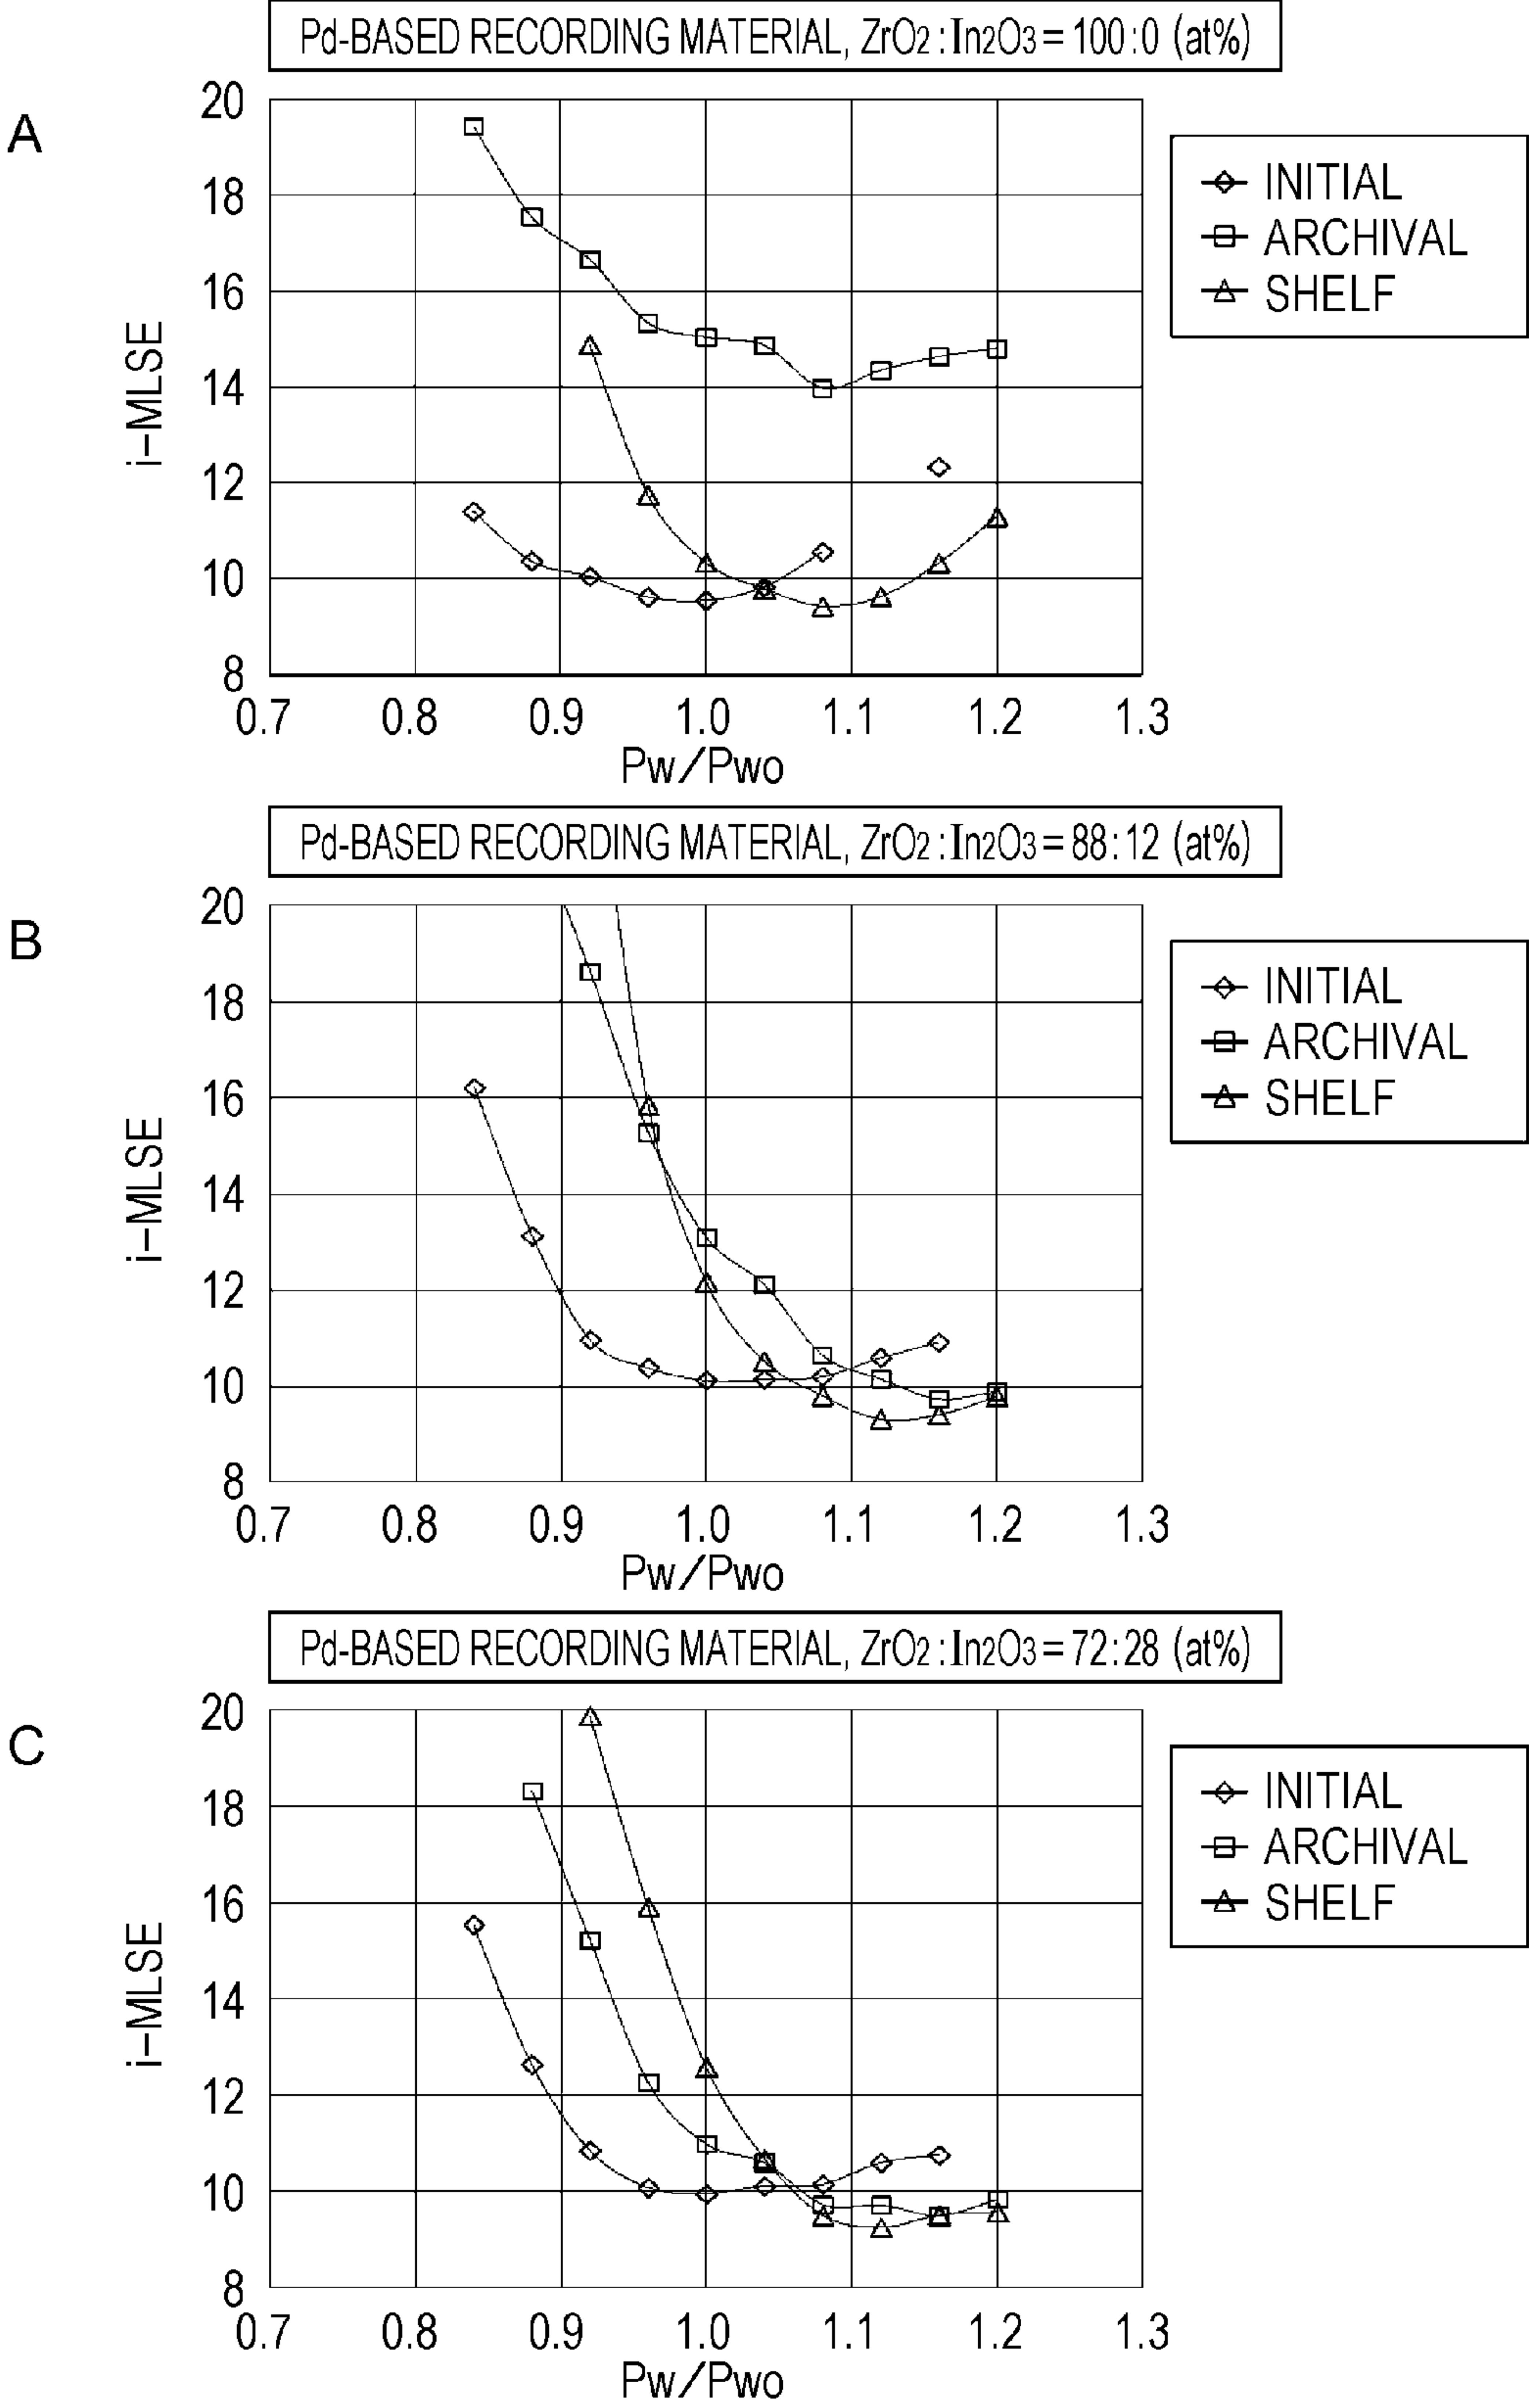 Pd-BASED RECORDING MATERIAL, ZrO2:In2O3=100:0 (at%)
A
20
18
16
14
12
10
8
i-MLSE
0.7 0.8 0.9 1.0 1.1 1.2 1.3
Pw/Pwo
INITIAL
ARCHIVAL
SHELF
Pd-BASED RECORDING MATERIAL, ZrO2:In2O3=88:12 (at%)
B
20
18
16
14
12
10
8
i-MLSE
0.7 0.8 0.9 1.0 1.1 1.2 1.3
Pw/Pwo
INITIAL
ARCHIVAL
SHELF
Pd-BASED RECORDING MATERIAL, ZrO2:In2O3=72:28 (at%)
C
20
18
16
14
12
10
8
i-MLSE
0.7 0.8 0.9 1.0 1.1 1.2 1.3
Pw/Pwo
INITIAL
ARCHIVAL
SHELF